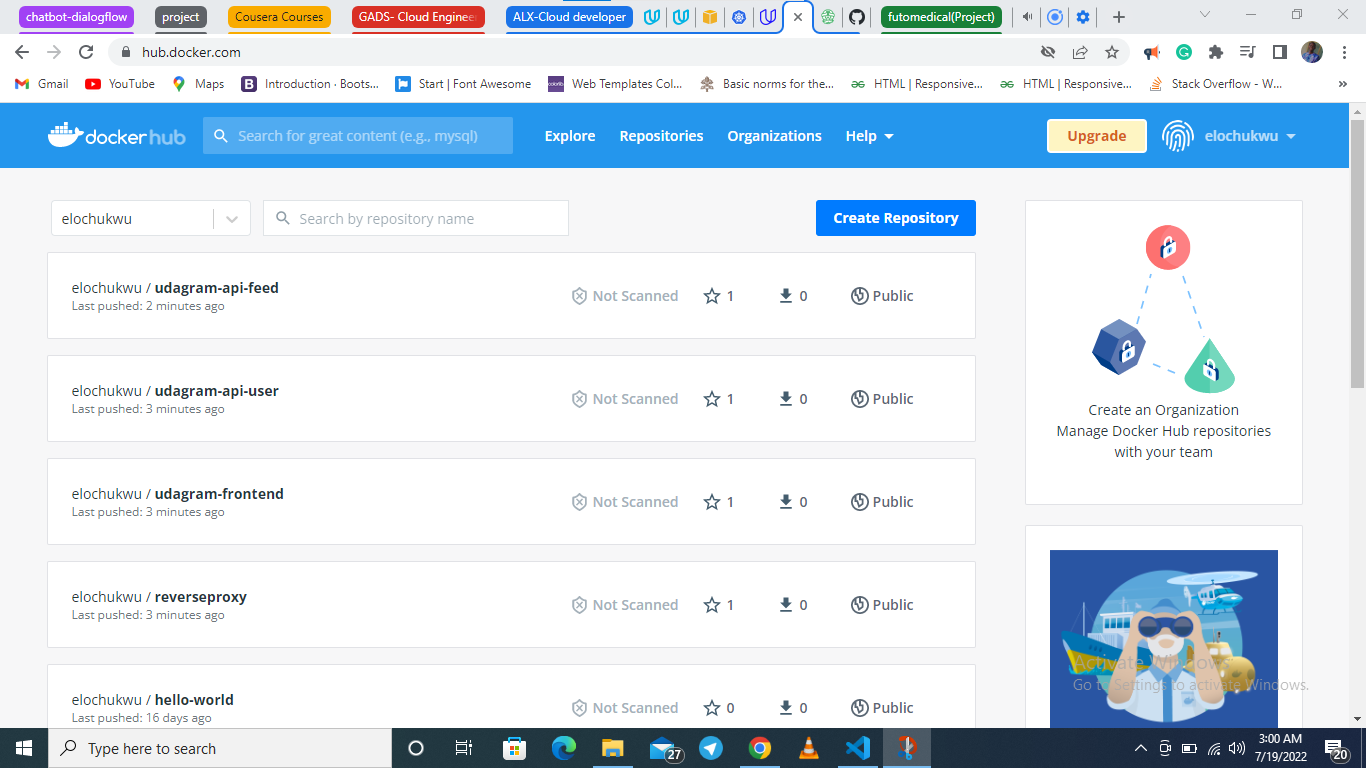 chatbot-dialogflow project Cousera Courses GADS- Cloud Enginee ALX-Cloud developer futomedical(Project)
hub.docker.com
Gmail YouTube Maps Introduction · Boots... Start | Font Awesome Web Templates Col... Basic norms for the... HTML | Responsive... HTML | Responsive... Stack Overflow - W... »
docker hub Search for great content (e.g., mysql) Explore Repositories Organizations Help Upgrade elochukwu
elochukwu Search by repository name Create Repository
elochukwu / udagram-api-feed
Last pushed: 2 minutes ago
Not Scanned 1 0 Public
elochukwu / udagram-api-user
Last pushed: 3 minutes ago
Not Scanned 1 0 Public
elochukwu / udagram-frontend
Last pushed: 3 minutes ago
Not Scanned 1 0 Public
elochukwu / reverseproxy
Last pushed: 3 minutes ago
Not Scanned 1 0 Public
elochukwu / hello-world
Last pushed: 16 days ago
Not Scanned 0 0 Public
Create an Organization
Manage Docker Hub repositories
with your team
Activate Windows
Go to Settings to activate Windows.
Type here to search
27
3:00 AM
7/19/2022
20